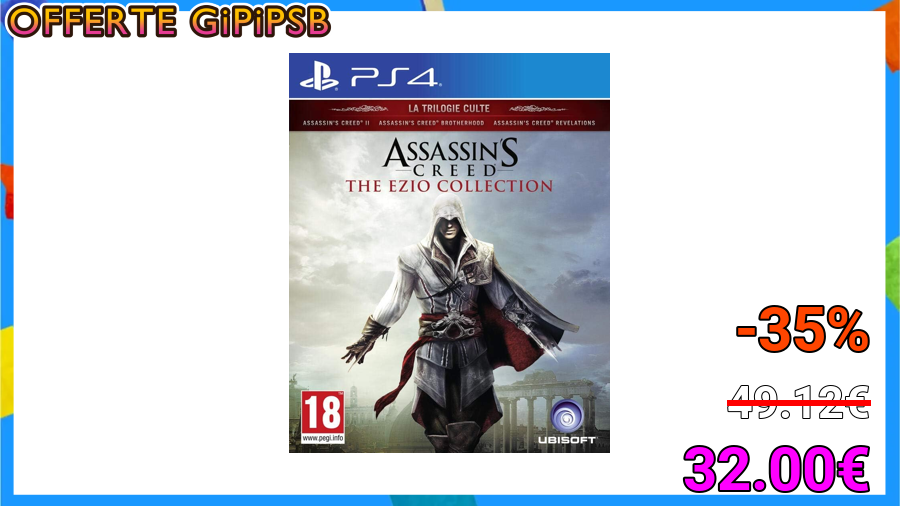 OFFERTE GiPiPSB
PS4
LA TRILOGIE CULTE
ASSASSIN'S CREED® II ASSASSIN'S CREED® BROTHERHOOD ASSASSIN'S CREED® REVELATIONS
ASSASSIN'S
CREED
THE EZIO COLLECTION
18
www.pegi.info
UBISOFT™
-35%
49.12€
32.00€